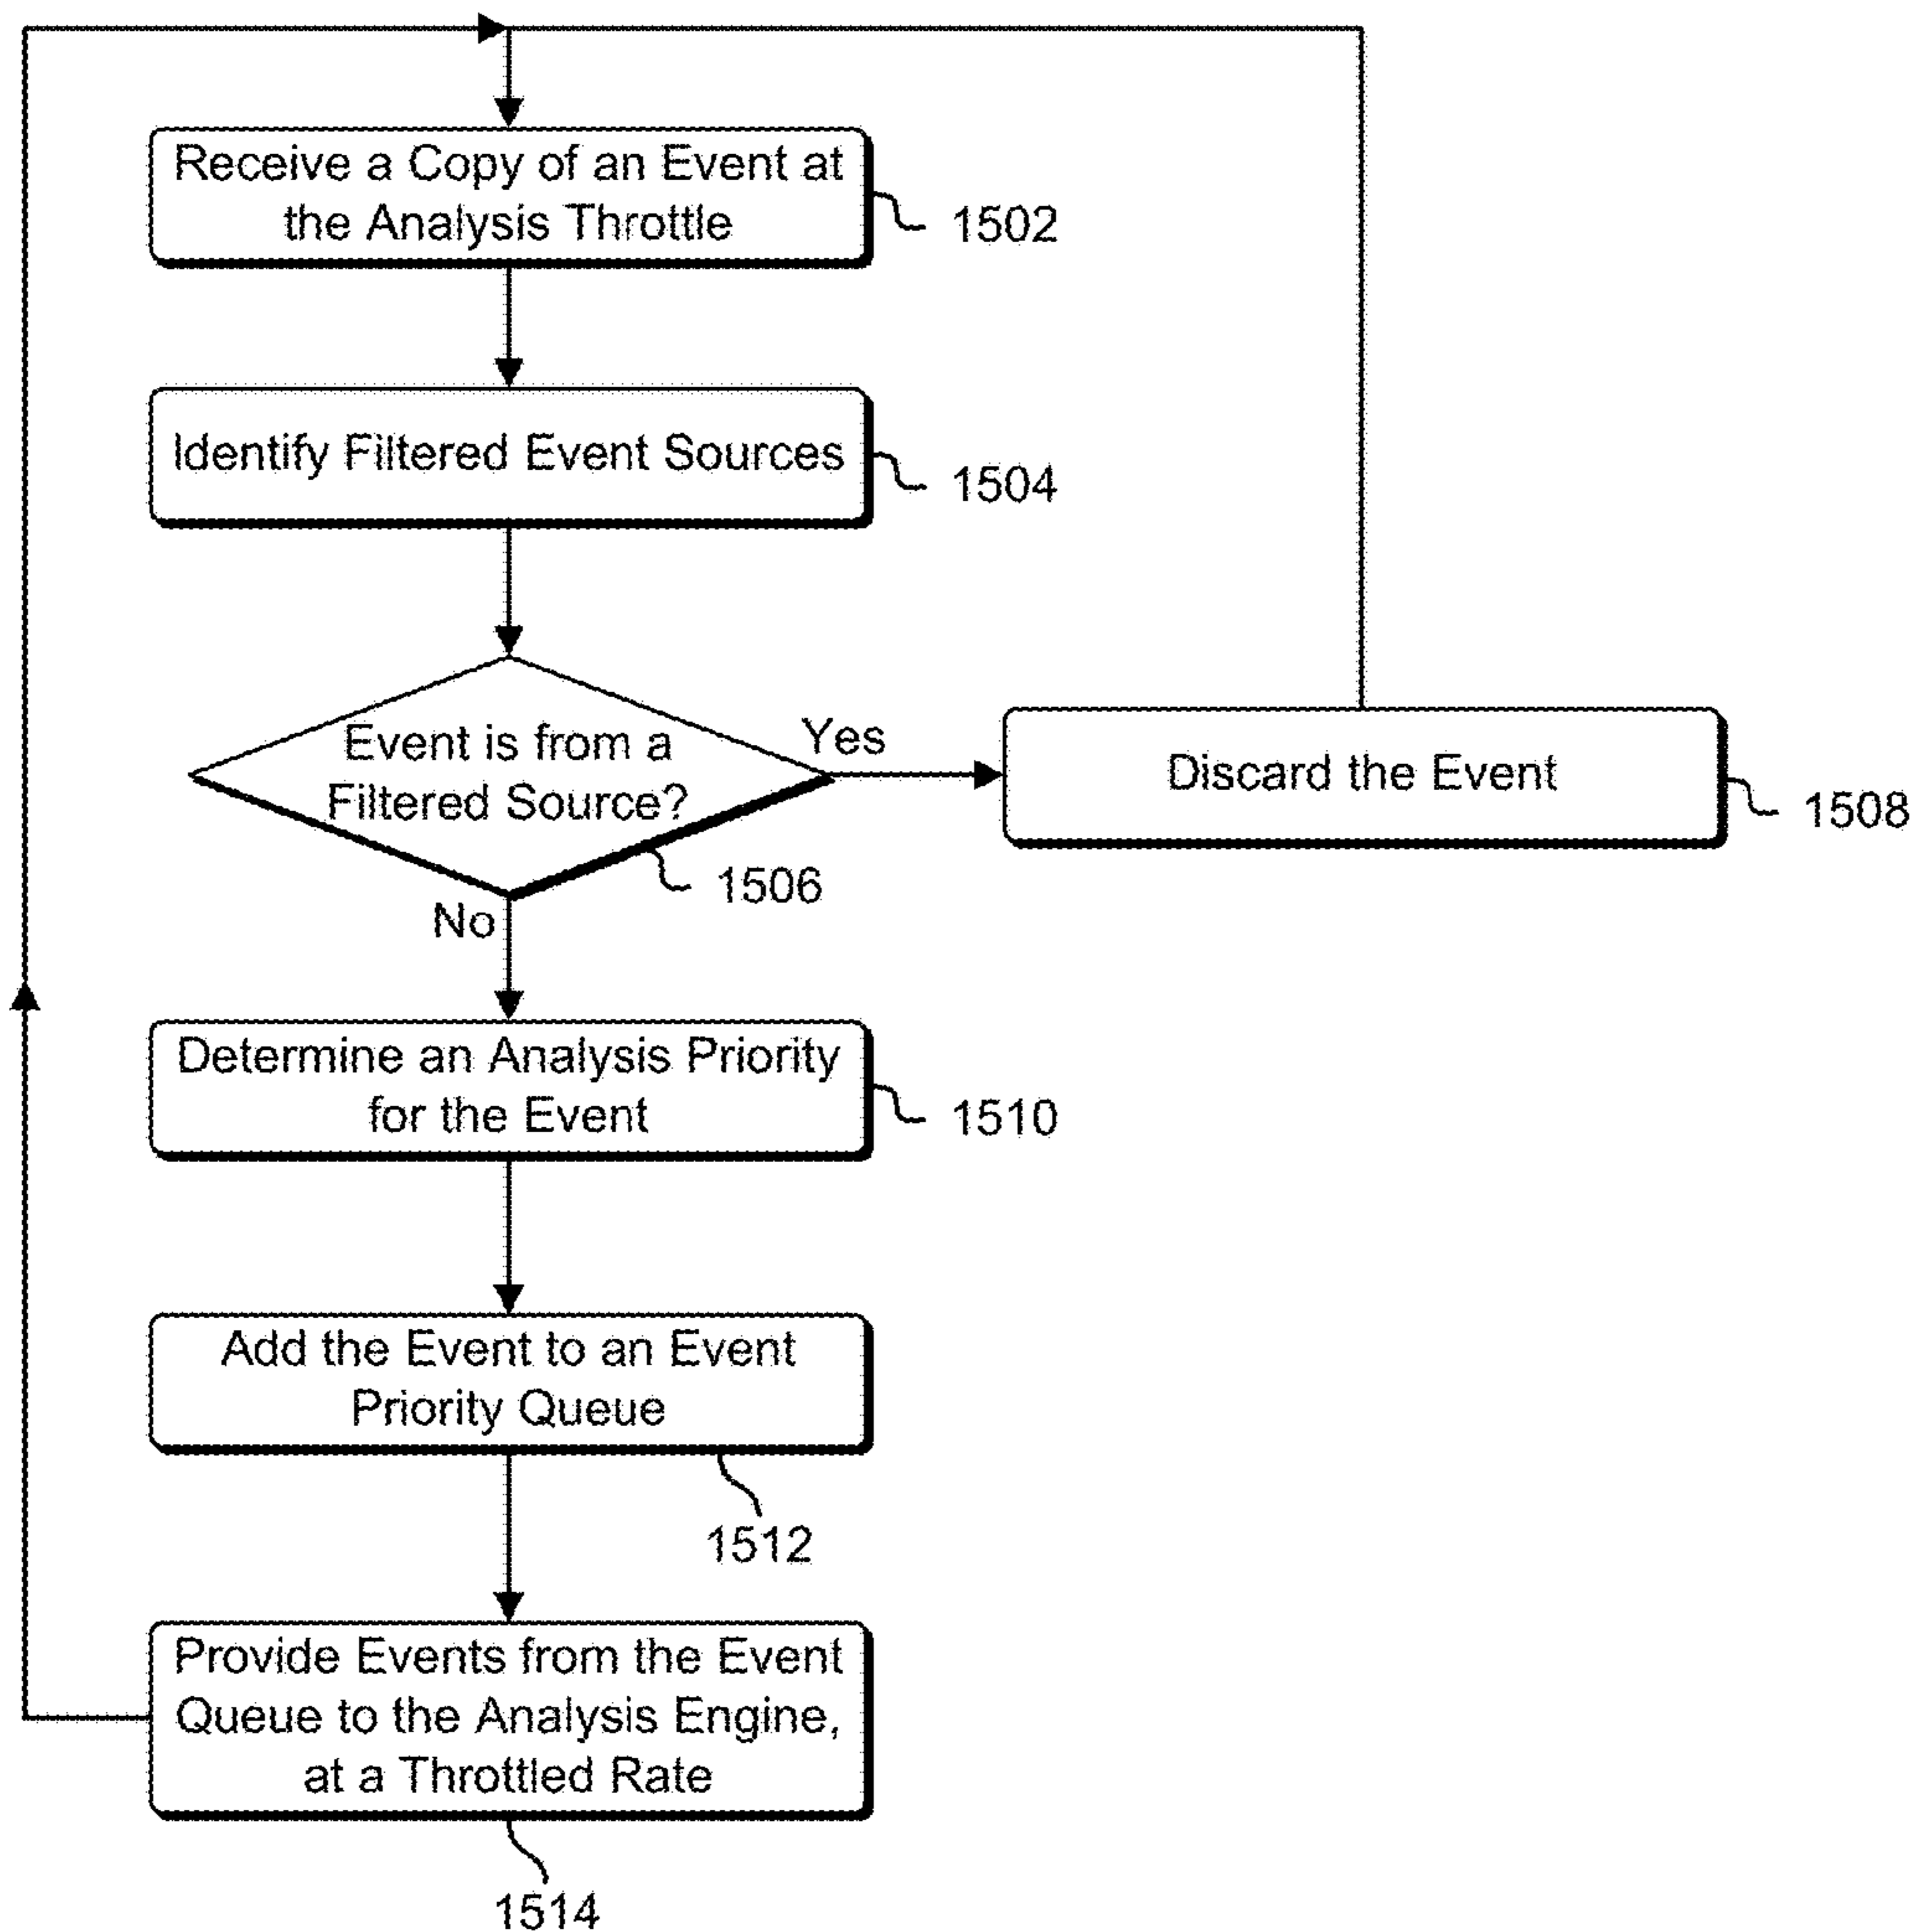 Receive a Copy of an Event at
the Analysis Throttle
1502
Identify Filtered Event Sources
1504
Event is from a
Filtered Source?
Yes
1506
No
Discard the Event
1508
Determine an Analysis Priority
for the Event
1510
Add the Event to an Event
Priority Queue
1512
Provide Events from the Event
Queue to the Analysis Engine,
at a Throttled Rate
1514